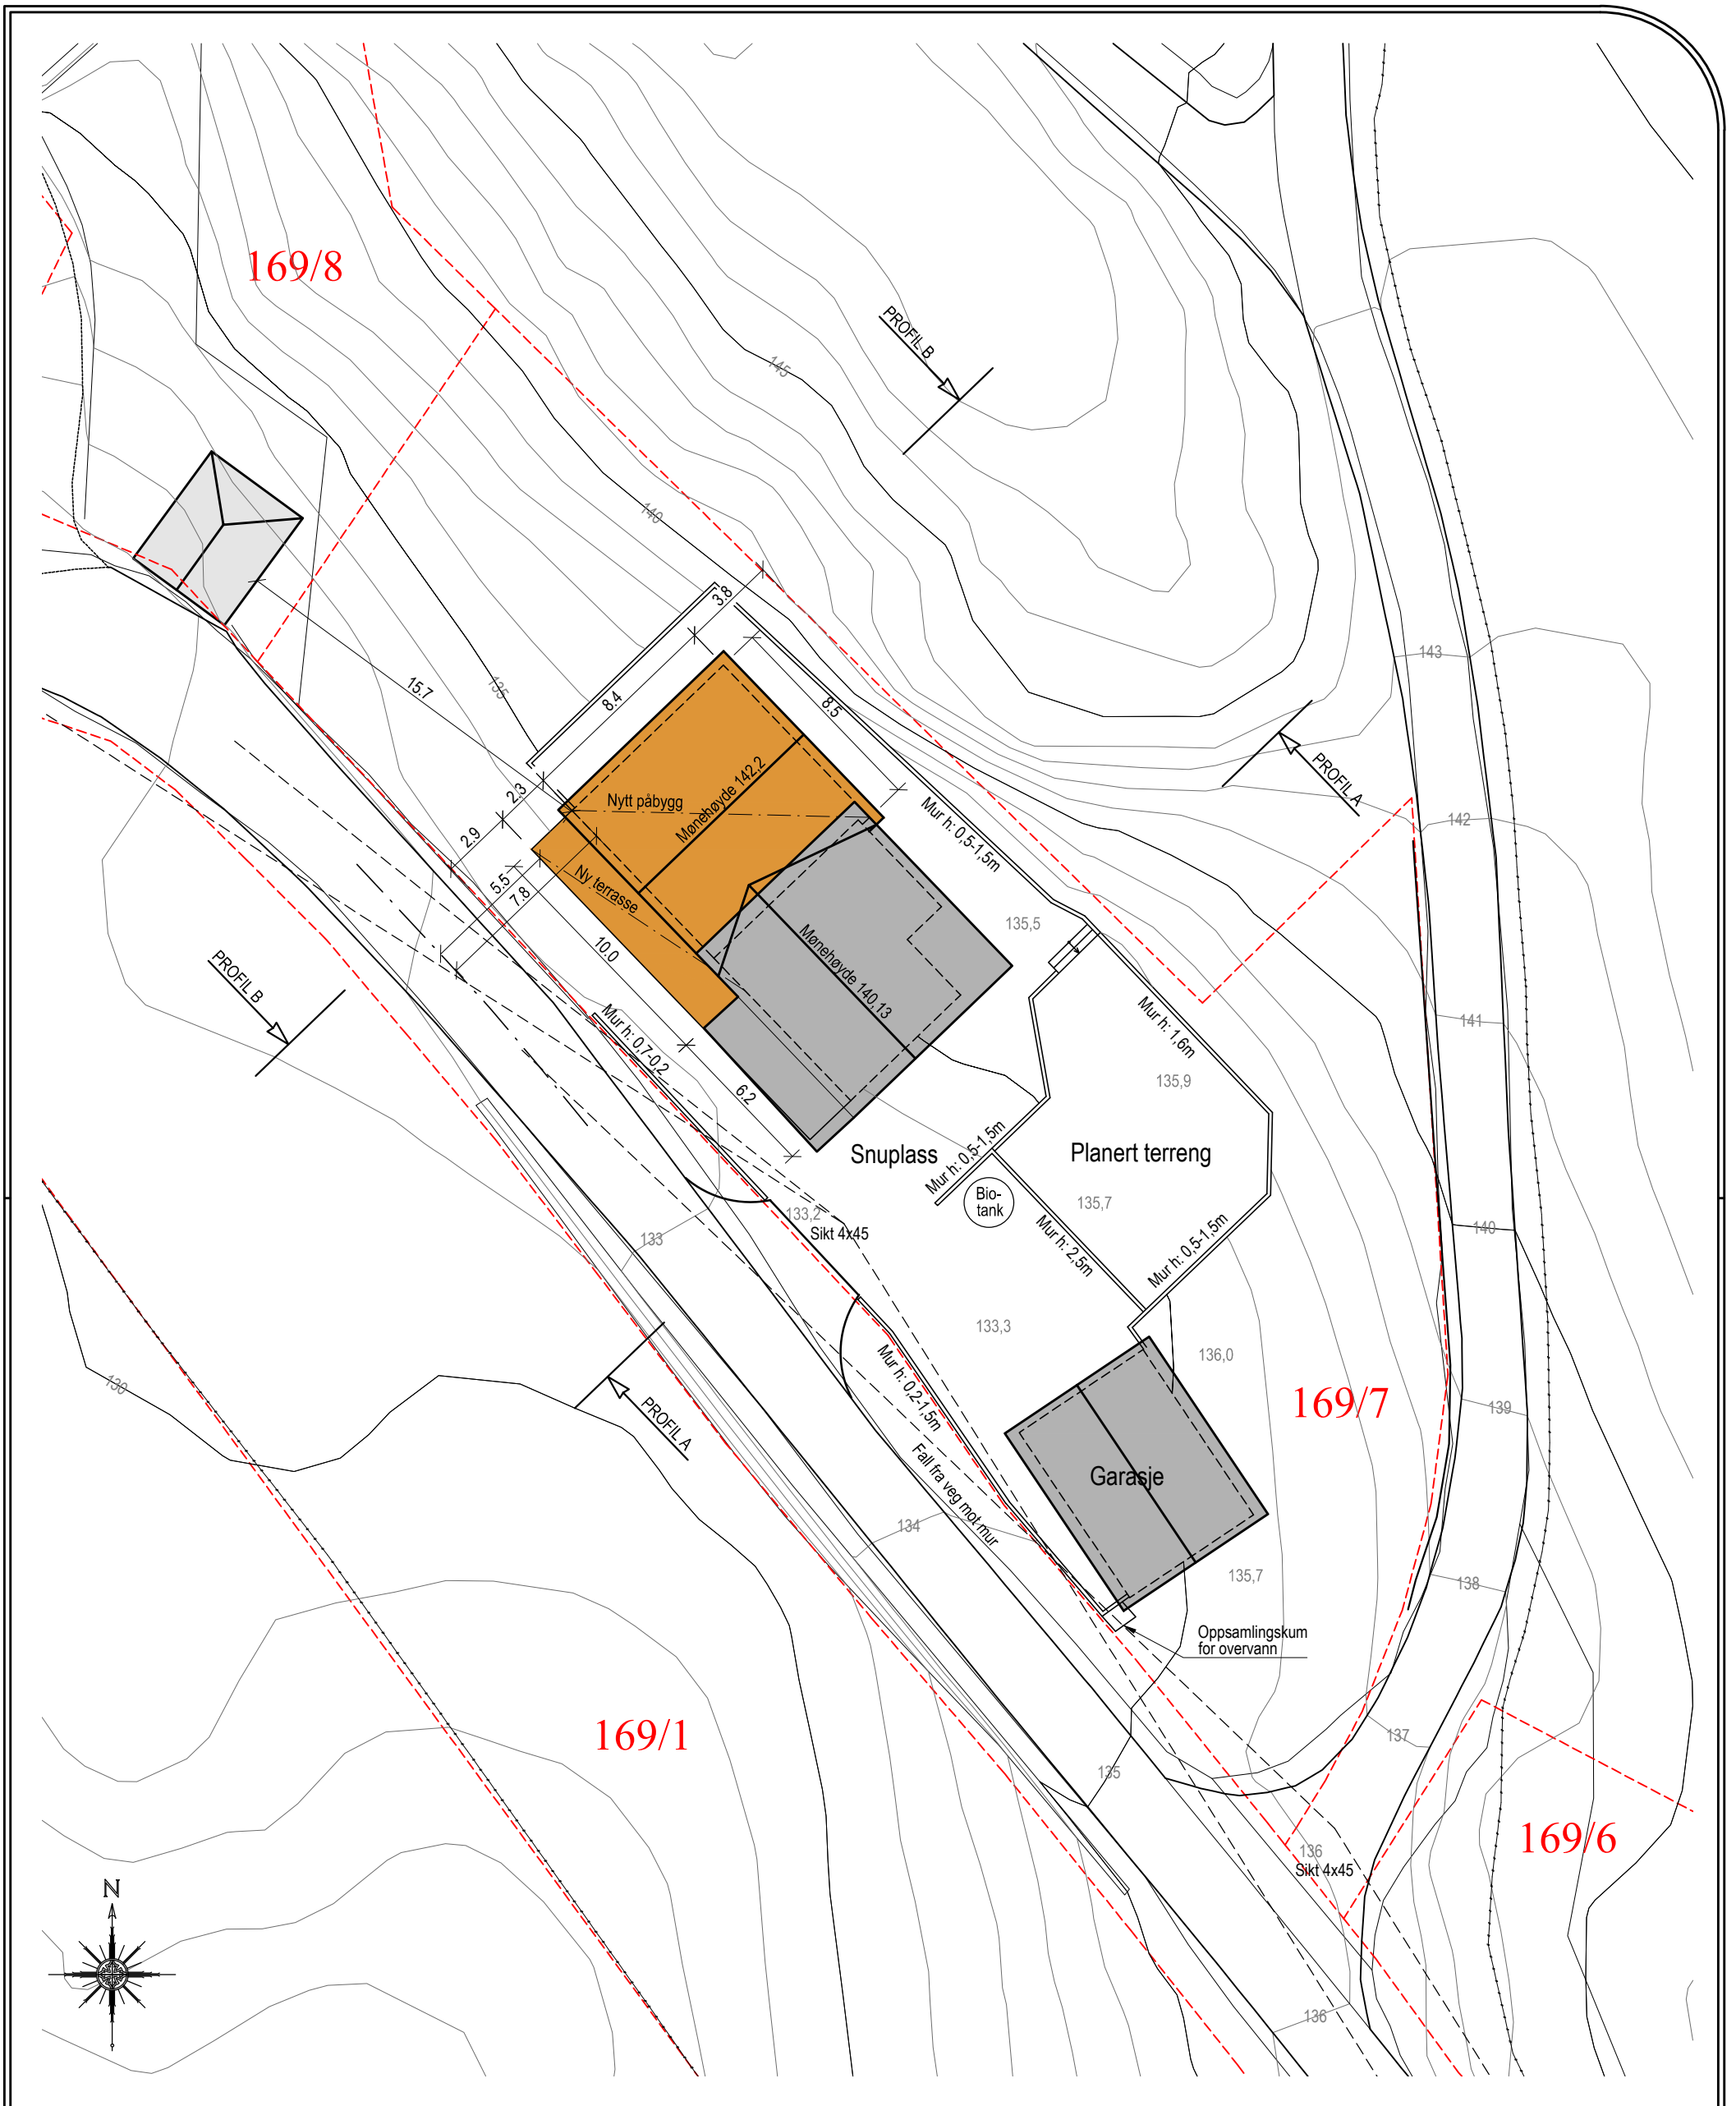 169/8
PROFIL B
145
140
3.8
143
15.7
135
8.4
8.5
PROFIL A
Mønehøyde 142,2
2.3
Nytt påbygg
Mur h: 0,5-1,5m
142
2.9
5.5
7.8
Ny terrasse
135,5
10.0
Mønehøyde 140,13
PROFIL B
Mur h: 1,6m
141
Mur h: 0,7-0,2
135,9
6.2
Snuplass
Mur h: 0,5-1,5m
Planert terreng
Bio-
tank
135,7
133,2
Sikt 4x45
133
Mur h: 2,5m
Mur h: 0,5-1,5m
140
133,3
136,0
130
PROFIL A
Mur h: 0,2-1,5m
169/7
139
Fall fra veg mot mur
Garasje
134
135,7
138
Oppsamlingskum
for overvann
169/1
137
135
169/6
136
Sikt 4x45
N
136